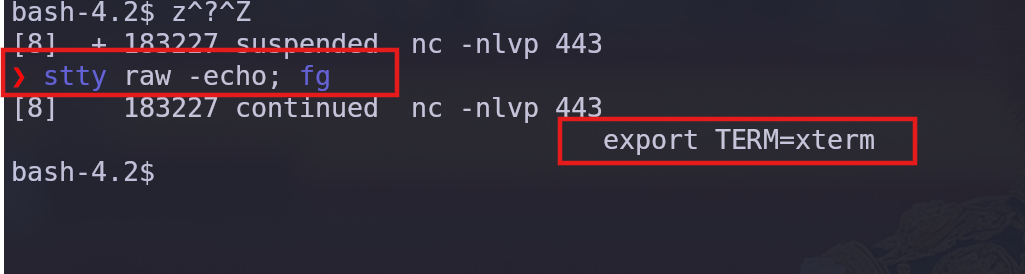 bash-4.2$ z^?^Z
[8]  + 183227 suspended  nc -nlvp 443
❯ stty raw -echo; fg
[8]    183227 continued  nc -nlvp 443
export TERM=xterm
bash-4.2$